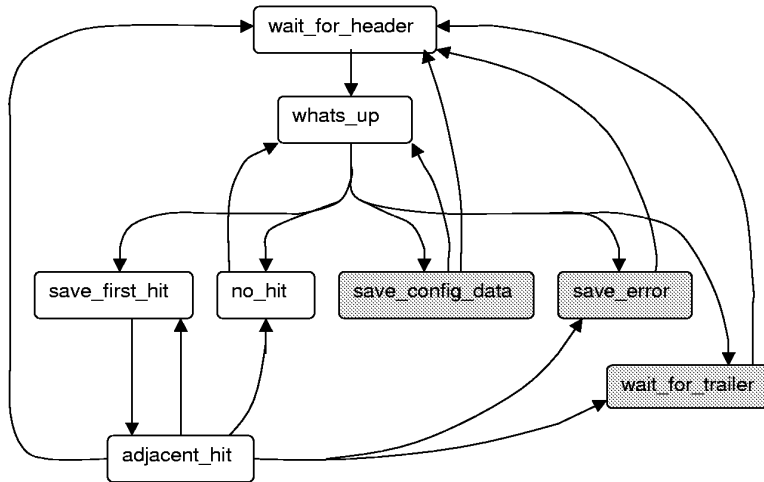 wait_for_header
whats_up
save_first_hit
no_hit
save_config_data
save_error
wait_for_trailer
adjacent_hit